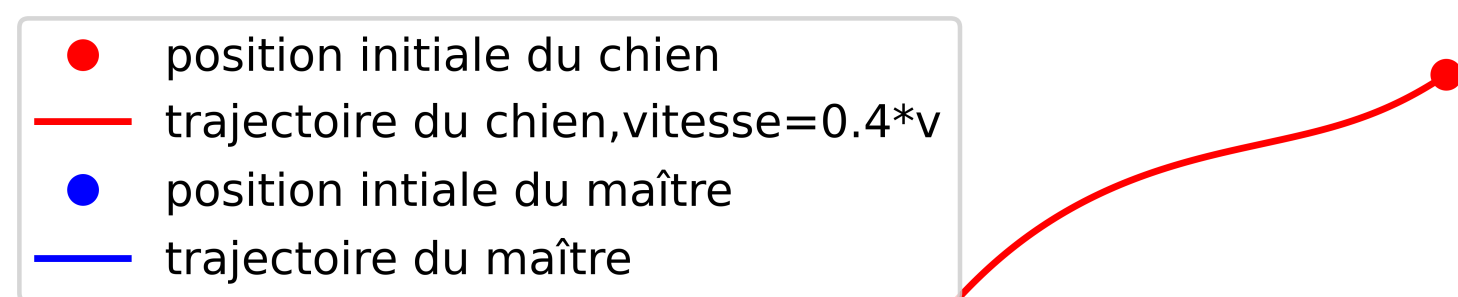 position initiale du chien
trajectoire du chien,vitesse=0.4*v
position intiale du maître
trajectoire du maître